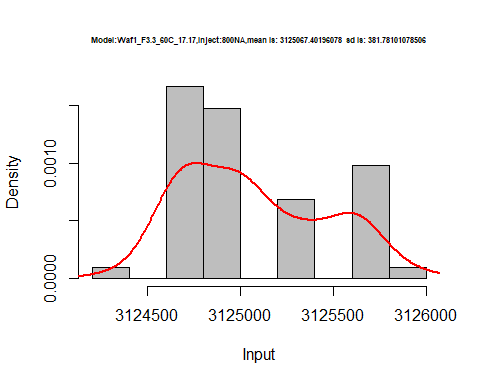 Model:Waf1_F3.3_60C_17.17,inject:800NA,mean is: 3125067.40196078 sd is: 381.78101078506
Density
0.0010
0.0000
3124500 3125000 3125500 3126000
Input